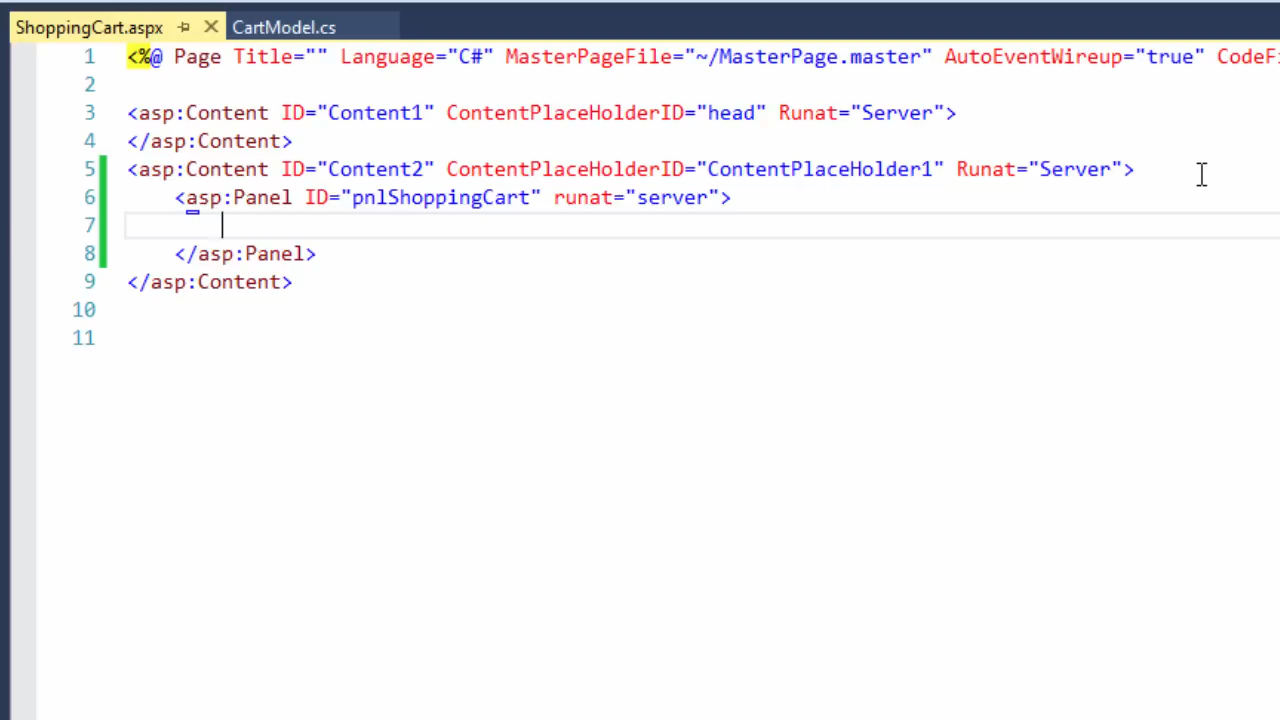 ShoppingCart.aspx CartModel.cs
1 <%@ Page Title="" Language="C#" MasterPageFile="~/MasterPage.master" AutoEventWireup="true" CodeFi
2
3 <asp:Content ID="Content1" ContentPlaceHolderID="head" Runat="Server">
4 </asp:Content>
5 <asp:Content ID="Content2" ContentPlaceHolderID="ContentPlaceHolder1" Runat="Server">
6 <asp:Panel ID="pnlShoppingCart" runat="server">
7
8 </asp:Panel>
9 </asp:Content>
10
11